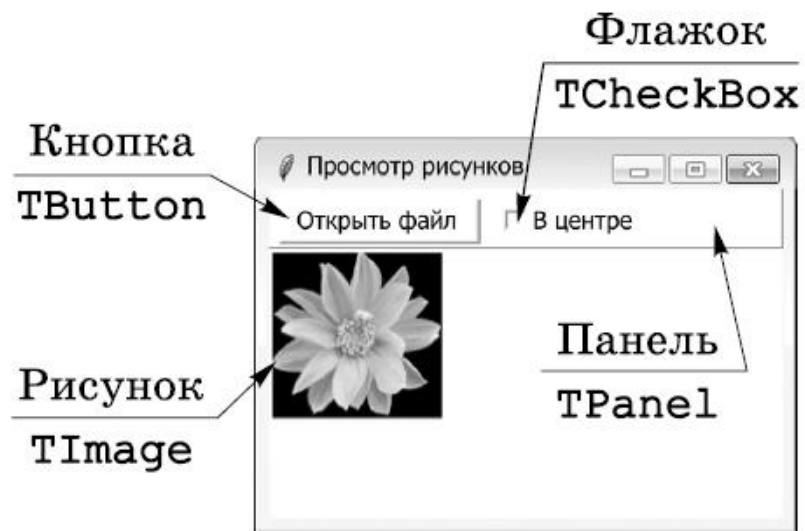 Флажок
TCheckBox
Кнопка
TButton
Просмотр рисунков
Открыть файл
В центре
Панель
TPanel
Рисунок
TImage